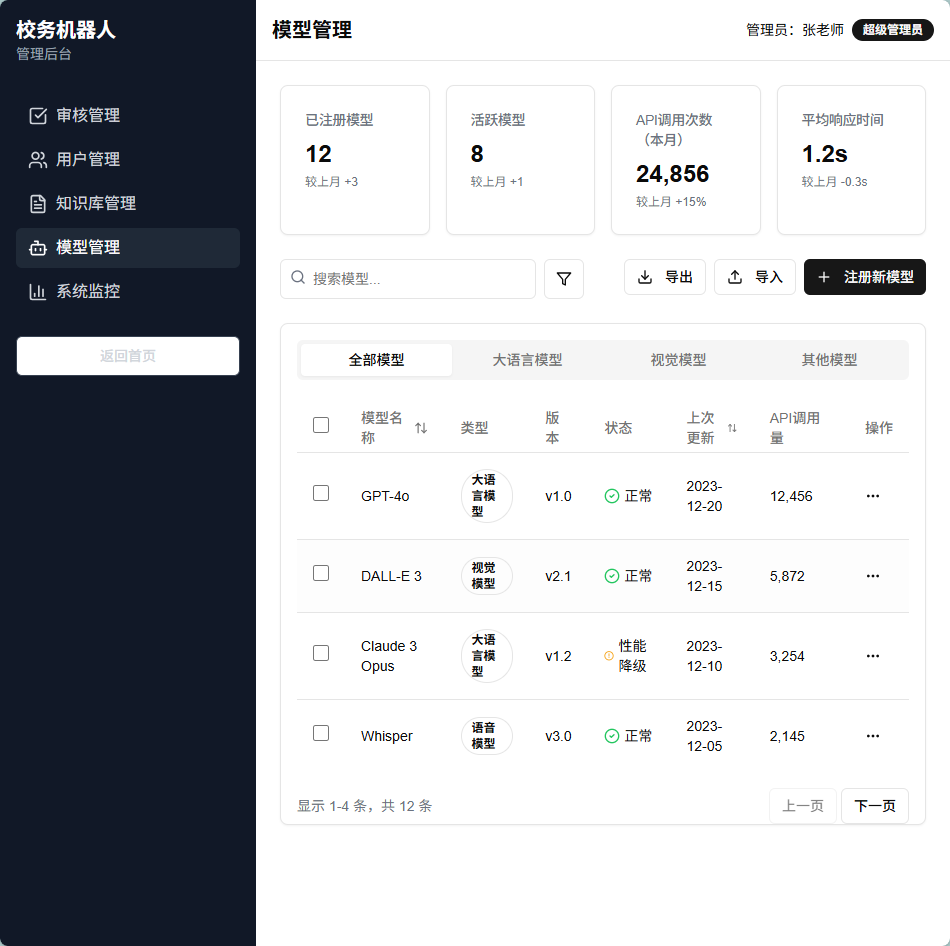 校务机器人
管理后台
审核管理
用户管理
知识库管理
模型管理
系统监控
返回首页
模型管理
管理员：张老师 超级管理员
已注册模型
12
较上月 +3
活跃模型
8
较上月 +1
API调用次数
（本月）
24,856
较上月 +15%
平均响应时间
1.2s
较上月 -0.3s
搜索模型...
导出
导入
注册新模型
全部模型
大语言模型
视觉模型
其他模型
模型名
称
类型
版
本
状态
上次
更新
API调用
量
操作
GPT-4o
大语
言模
型
v1.0
正常
2023-
12-20
12,456
DALL-E 3
视觉
模型
v2.1
正常
2023-
12-15
5,872
Claude 3
Opus
大语
言模
型
v1.2
性能
降级
2023-
12-10
3,254
Whisper
语音
模型
v3.0
正常
2023-
12-05
2,145
显示 1-4 条，共 12 条
上一页
下一页